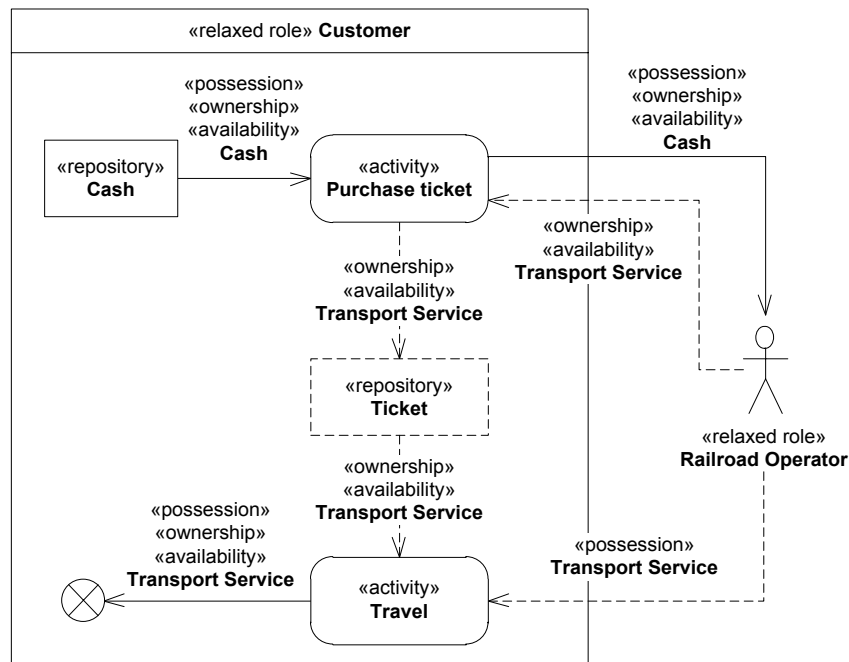 «relaxed role» Customer
«possession»
«ownership»
«availability»
Cash
«possession»
«ownership»
«availability»
Cash
«repository»
Cash
«activity»
Purchase ticket
«ownership»
«availability»
Transport Service
«ownership»
«availability»
Transport Service
«repository»
Ticket
«relaxed role»
Railroad Operator
«ownership»
«availability»
Transport Service
«possession»
«ownership»
«availability»
Transport Service
«possession»
Transport Service
«activity»
Travel